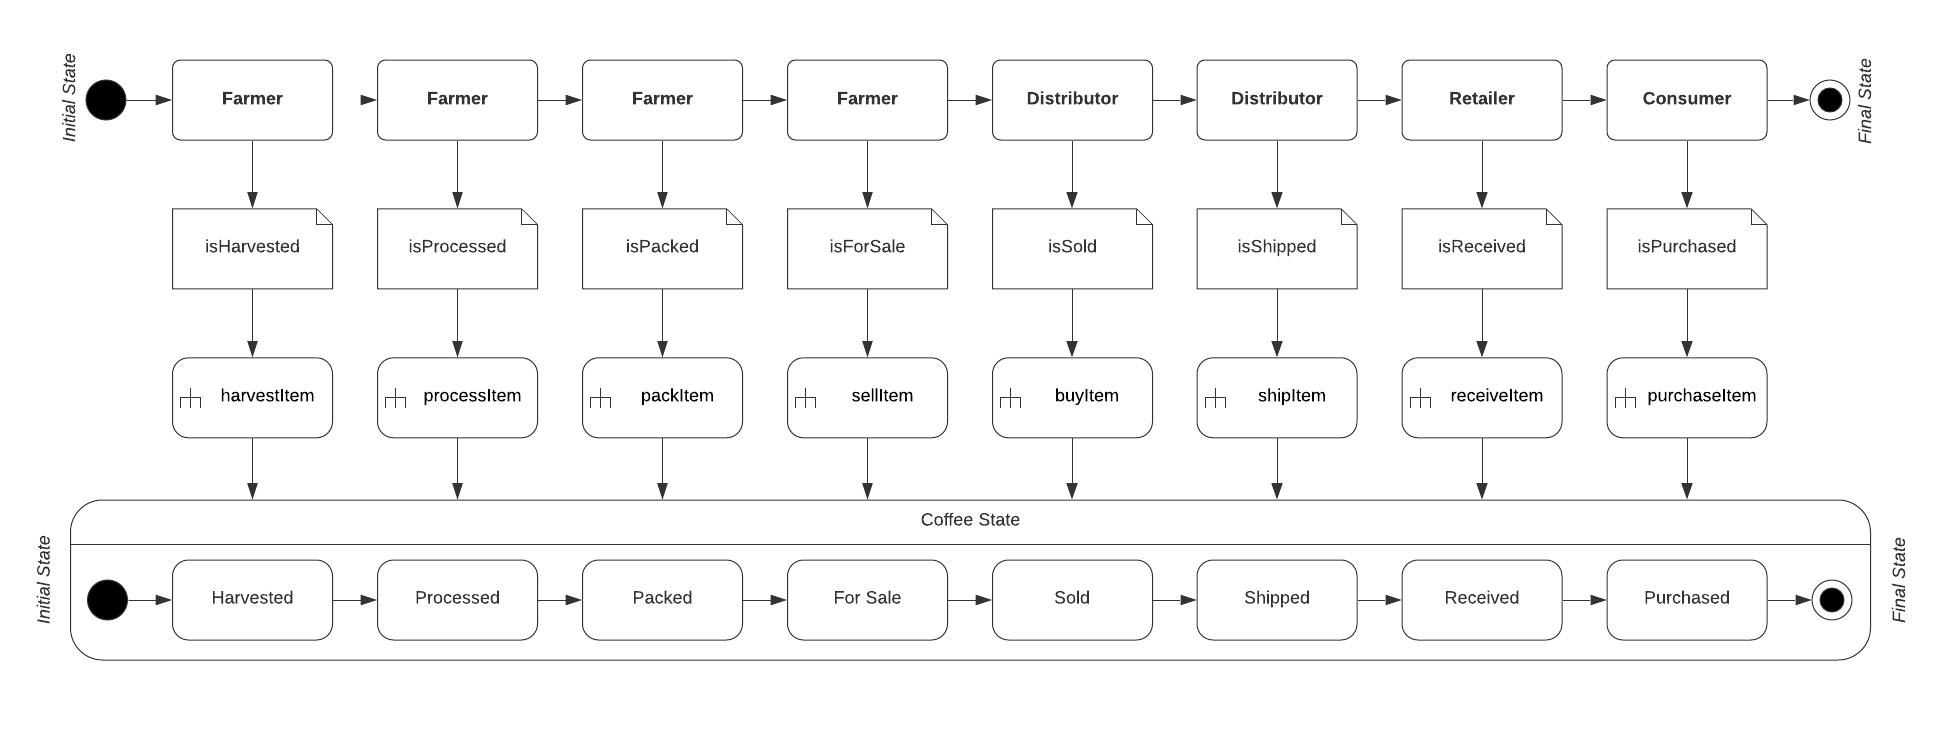 Initial State
Farmer
Farmer
Farmer
Farmer
Distributor
Distributor
Retailer
Consumer
Final State
isHarvested
isProcessed
isPacked
isForSale
isSold
isShipped
isReceived
isPurchased
harvestItem
processItem
packItem
sellItem
buyItem
shipItem
receiveItem
purchaseItem
Coffee State
Initial State
Harvested
Processed
Packed
For Sale
Sold
Shipped
Received
Purchased
Final State